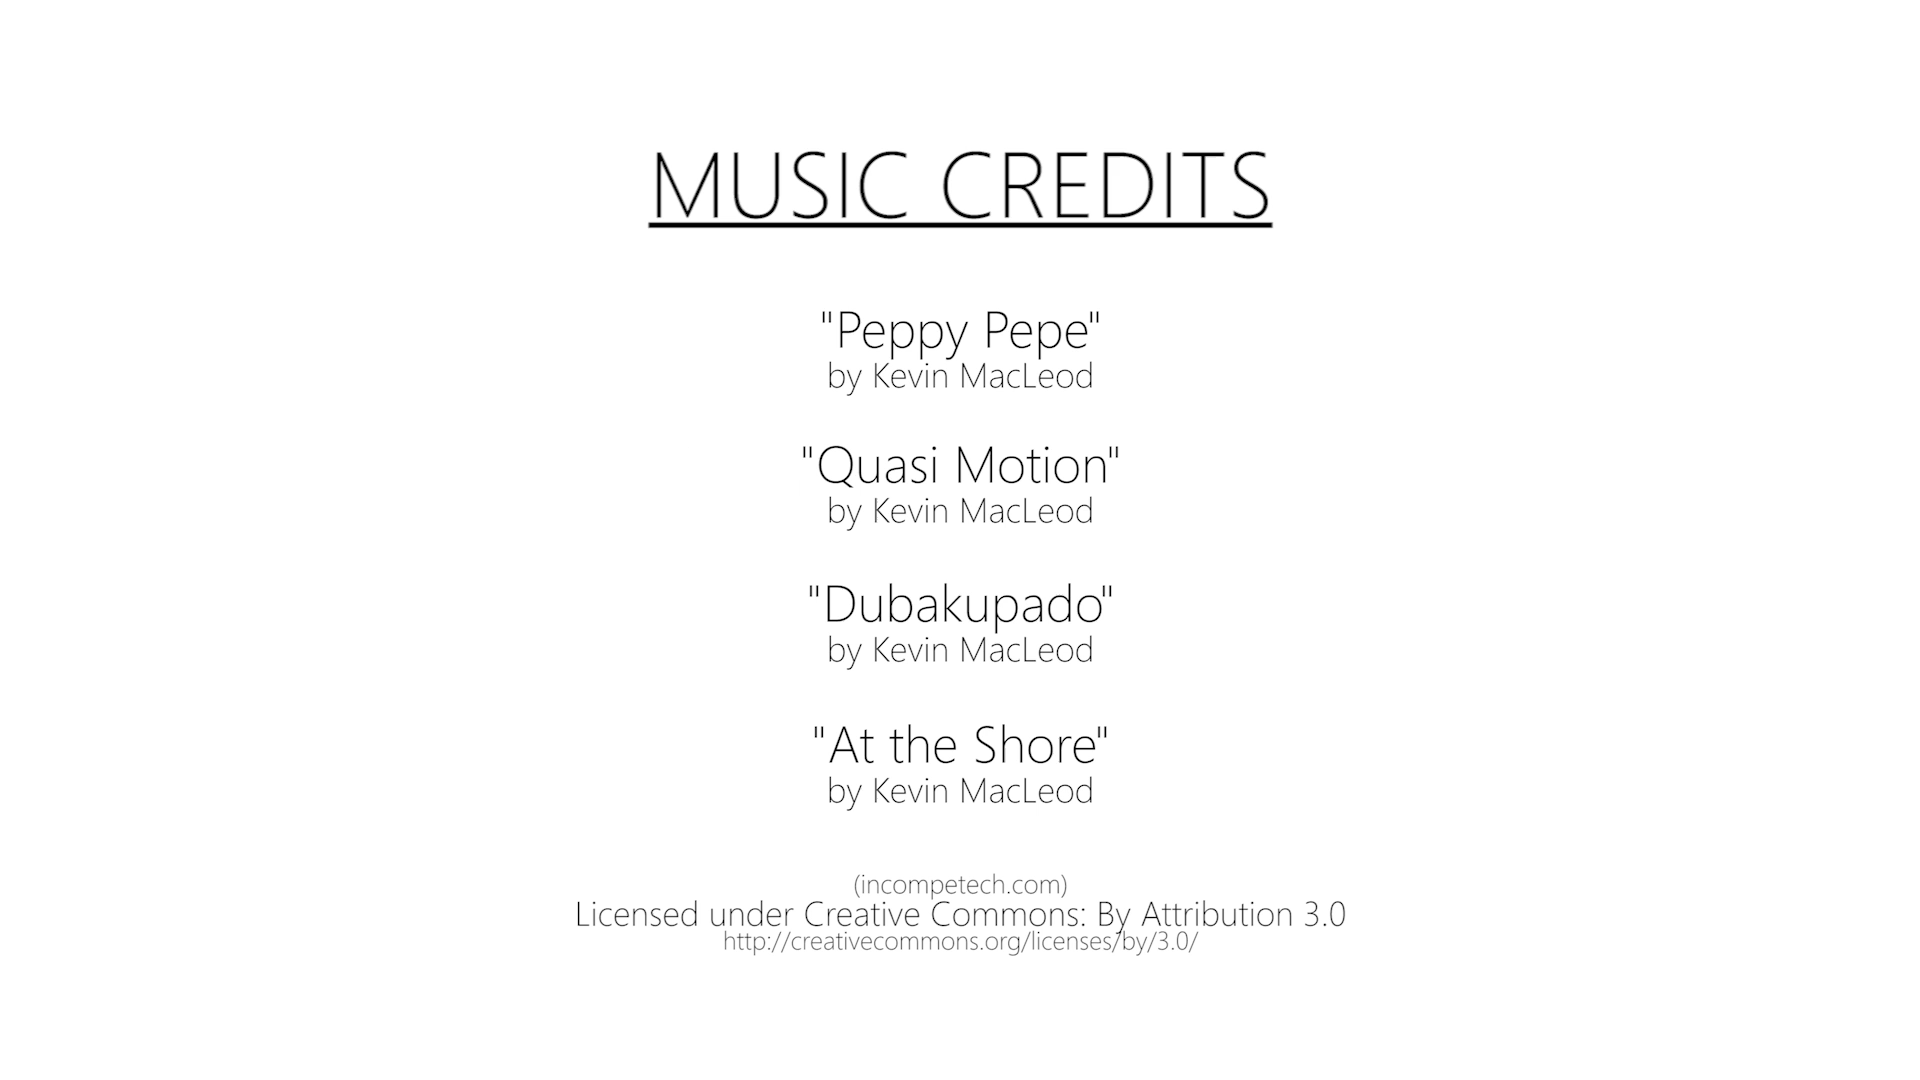 MUSIC CREDITS
"Peppy Pepe"
by Kevin MacLeod
"Quasi Motion"
by Kevin MacLeod
"Dubakupado"
by Kevin MacLeod
"At the Shore"
by Kevin MacLeod
(incompetech.com)
Licensed under Creative Commons: By Attribution 3.0
http://creativecommons.org/licenses/by/3.0/